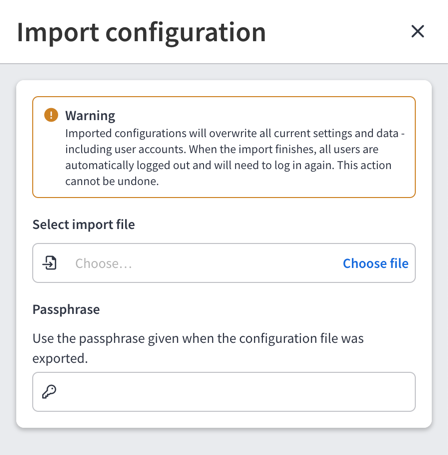 Import configuration
Warning
Imported configurations will overwrite all current settings and data -
including user accounts. When the import finishes, all users are
automatically logged out and will need to log in again. This action
cannot be undone.
Select import file
Choose... Choose file
Passphrase
Use the passphrase given when the configuration file was
exported.